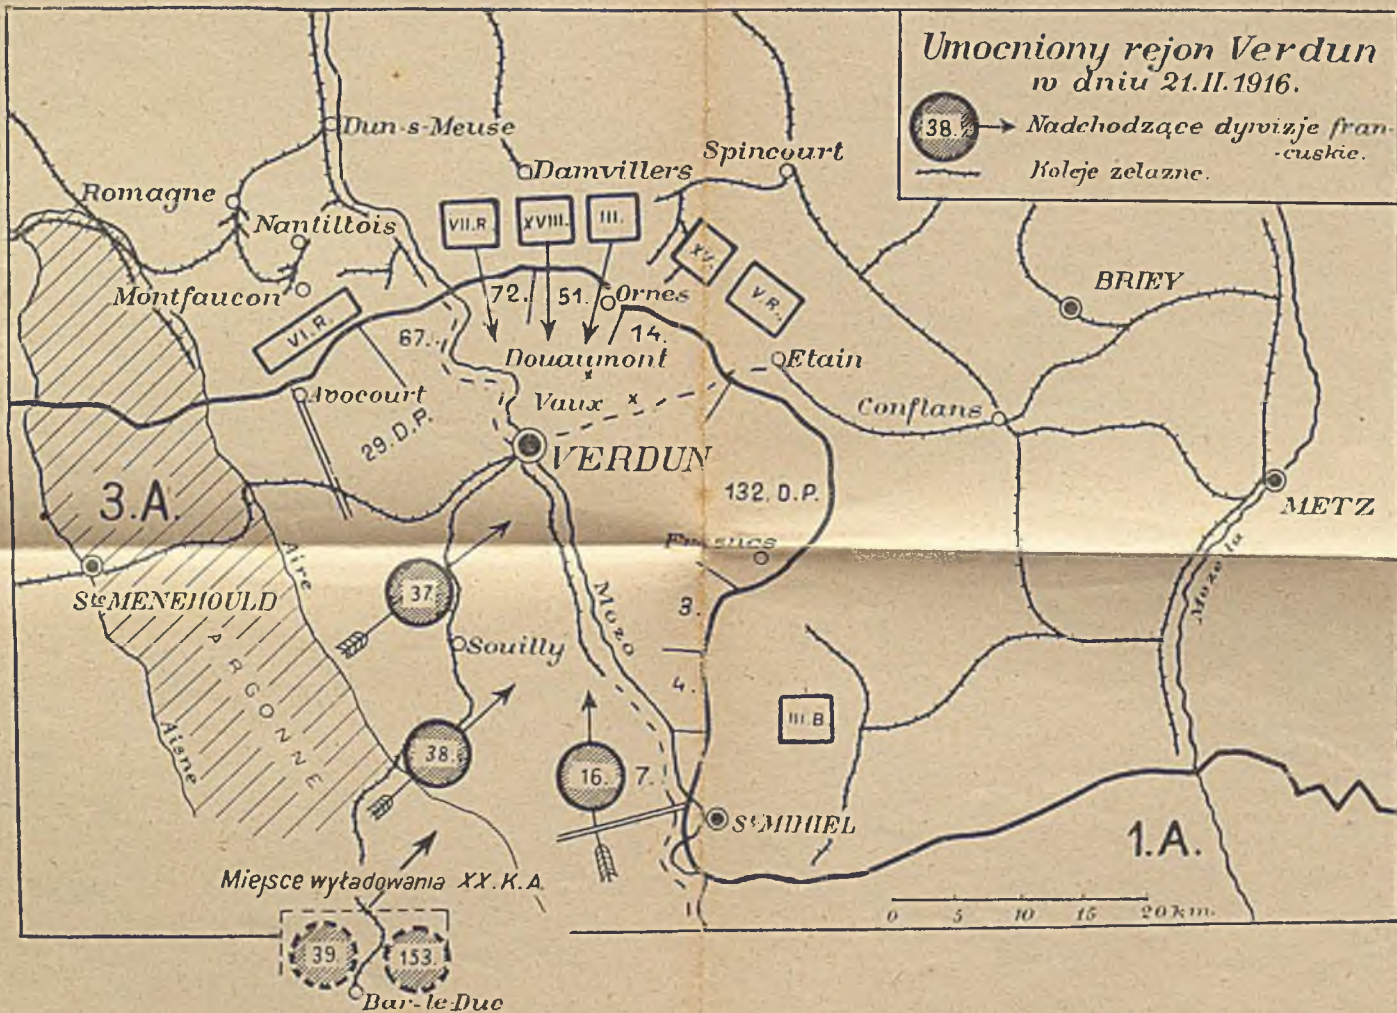 Umocniony rejon Verdun
w dniu 21.II.1916.
38. Nadchodzące dywizje fran-
-cuskie.
Koleje żelazne.
Dun-s-Meuse
Damvillers
Spincourt
Romagne
Nantillois
VII.R.
XVIII.
III.
XV.
V R.
BRIEY
Montfaucon
72.
51.
Ornes
VI.R.
67.
14.
Douaumont
Etain
Avocourt
Vaux
Conflans
29.D.P.
VERDUN
3.A.
132. D.P.
METZ
Aire
Ste MENEHOULD
37.
Mozo
3.
Mozela
ARGONNE
Souilly
4.
III.B
Aisne
38.
16.
7.
St MIHIEL
1.A.
Miejsce wyładowania XX.K.A.
0 5 10 15 20 km.
39.
153.
Bar-le-Duc